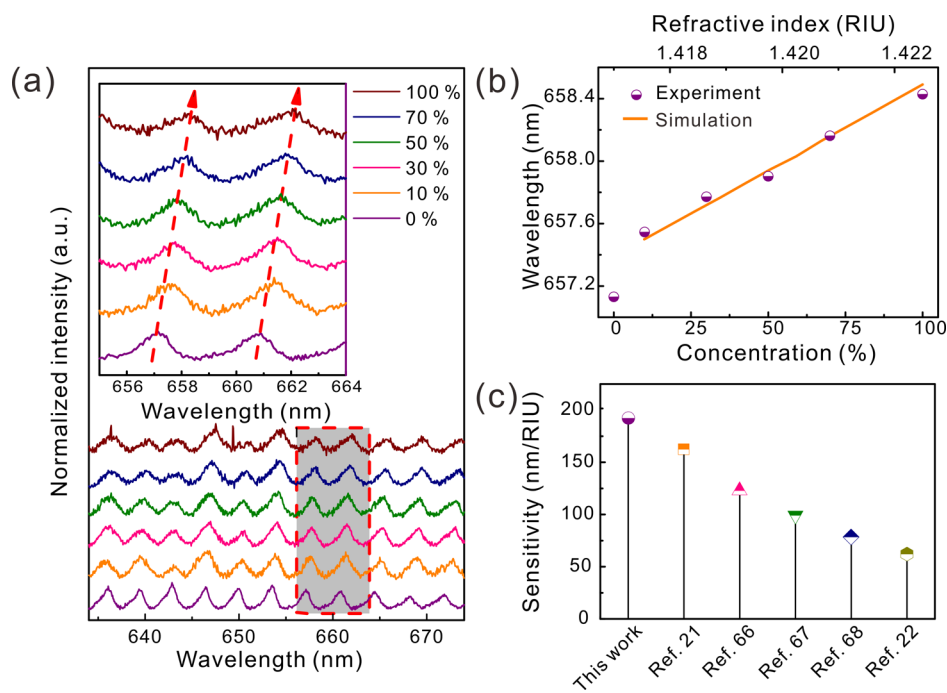 (a)
Normalized intensity (a.u.)
100 %
70 %
50 %
30 %
10 %
0 %
656 658 660 662 664
Wavelength (nm)
640 650 660 670
Wavelength (nm)
(b)
Refractive index (RIU)
1.418 1.420 1.422
Wavelength (nm)
658.4
658.0
657.6
657.2
Experiment
Simulation
0 25 50 75 100
Concentration (%)
(c)
Sensitivity (nm/RIU)
200
150
100
50
0
This work
Ref. 21
Ref. 66
Ref. 67
Ref. 68
Ref. 22